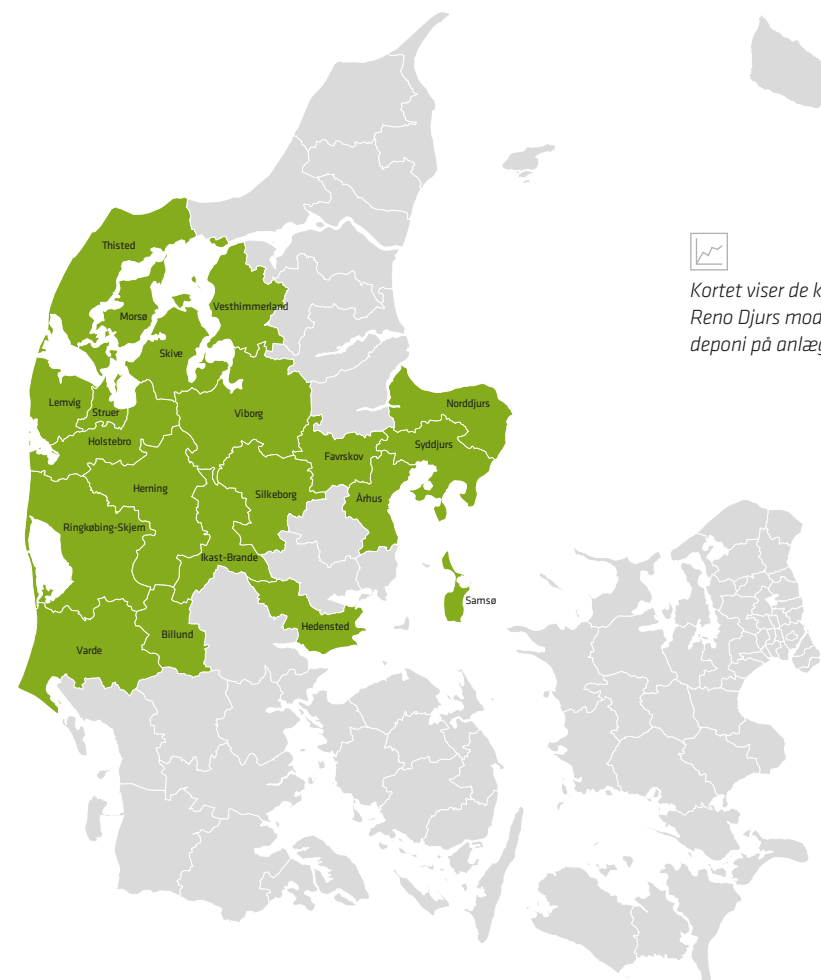 Thisted
Vesthimmerland
Morsø
Skive
Lemvig
Struer
Viborg
Norddjurs
Holstebro
Syddjurs
Favrskov
Herning
Silkeborg
Århus
Ringkøbing-Skjern
Ikast-Brande
Samsø
Hedensted
Billund
Varde
Kortet viser de k
Reno Djurs mod
deponi på anlæg